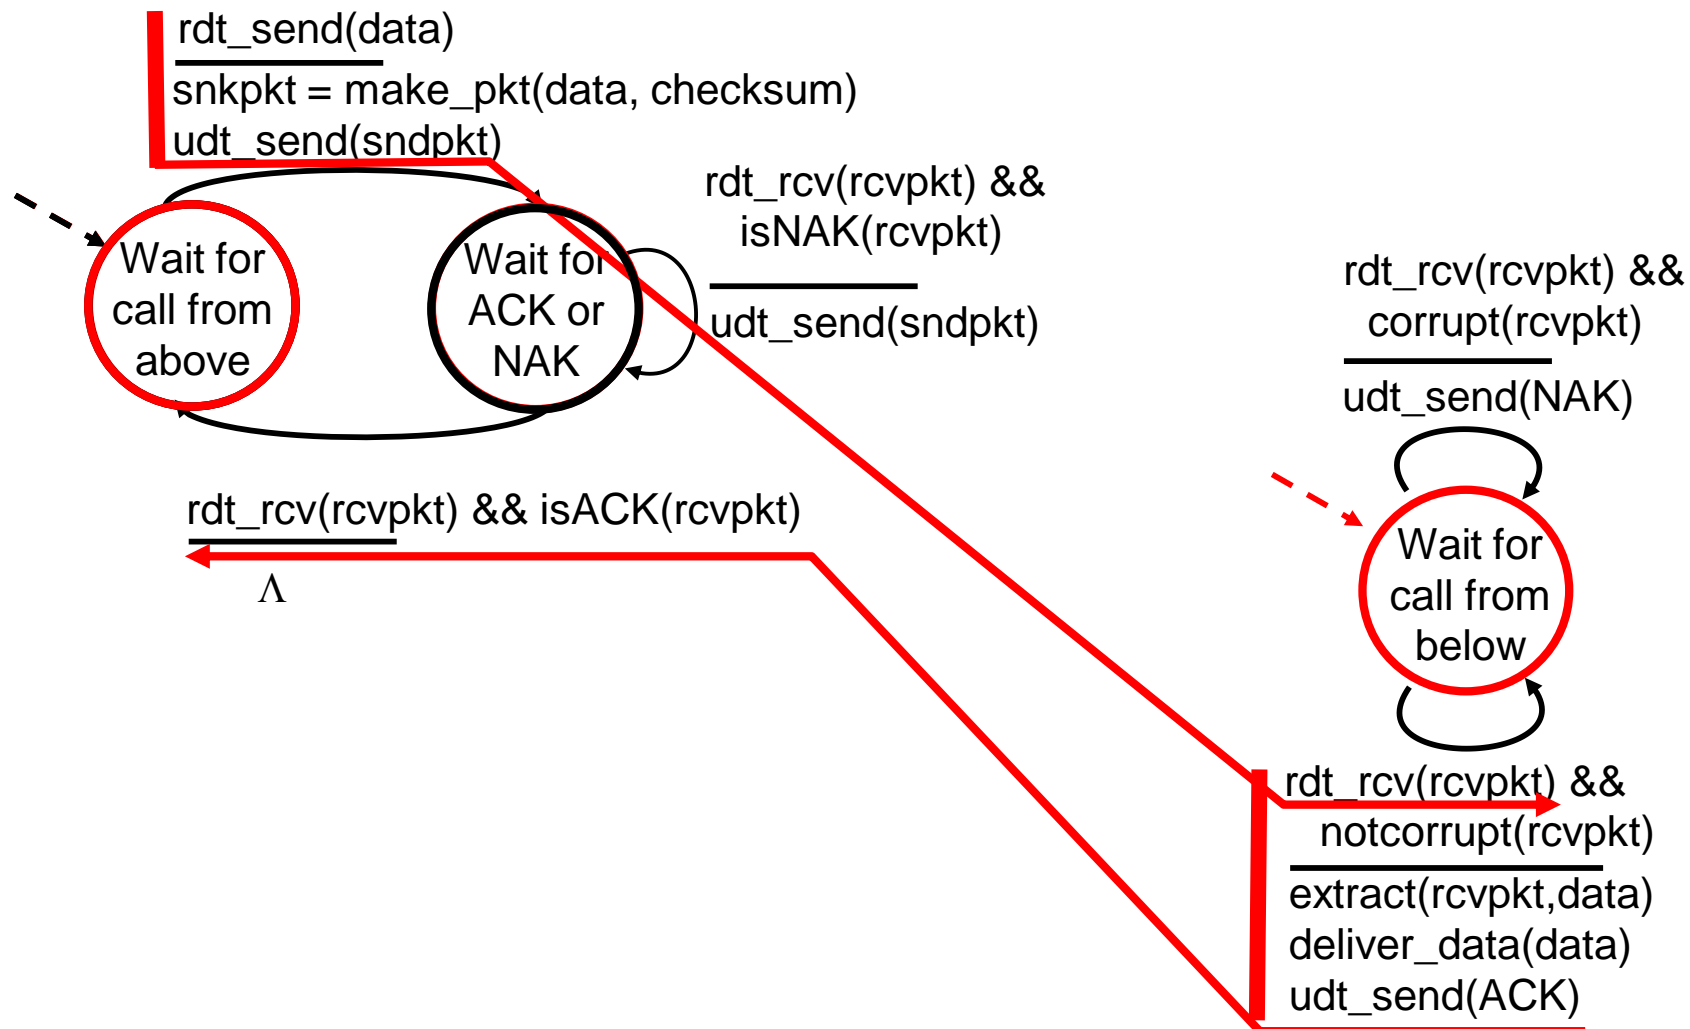 rdt_send(data)
snkpkt = make_pkt(data, checksum)
udt_send(sndpkt)
Wait for
call from
above
Wait for
ACK or
NAK
rdt_rcv(rcvpkt) &&
isNAK(rcvpkt)
udt_send(sndpkt)
rdt_rcv(rcvpkt) && isACK(rcvpkt)
Λ
rdt_rcv(rcvpkt) &&
corrupt(rcvpkt)
udt_send(NAK)
Wait for
call from
below
rdt_rcv(rcvpkt) &&
notcorrupt(rcvpkt)
extract(rcvpkt,data)
deliver_data(data)
udt_send(ACK)